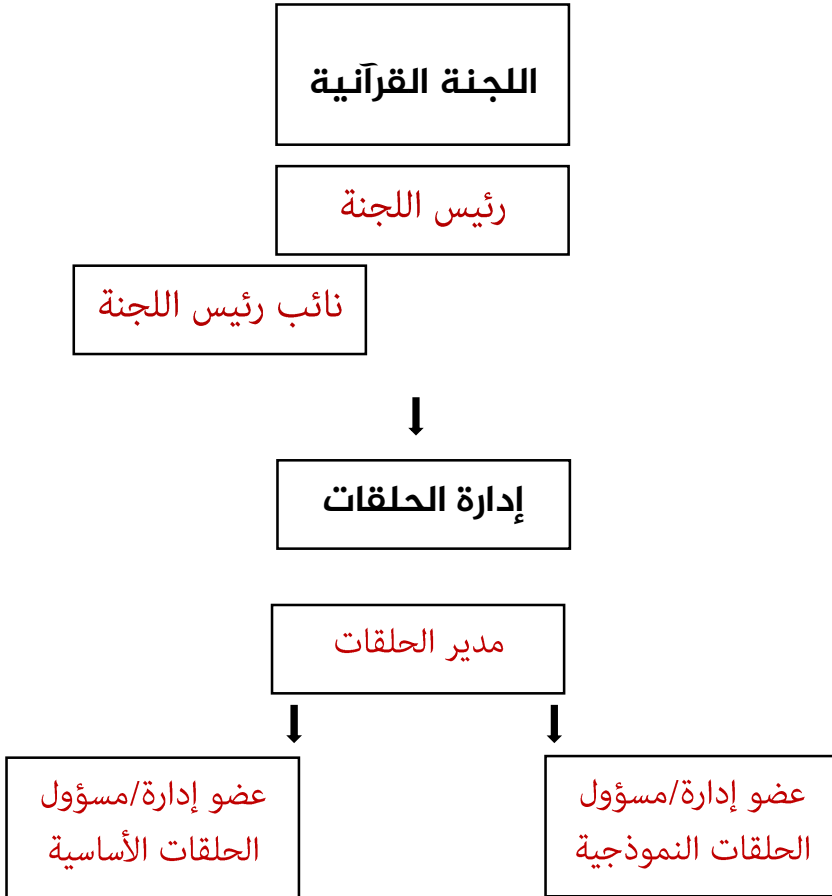 اللجنة القرآنية
رئيس اللجنة
نائب رئيس اللجنة
إدارة الحلقات
مدير الحلقات
عضو إدارة/مسؤول
الحلقات النموذجية
عضو إدارة/مسؤول
الحلقات الأساسية